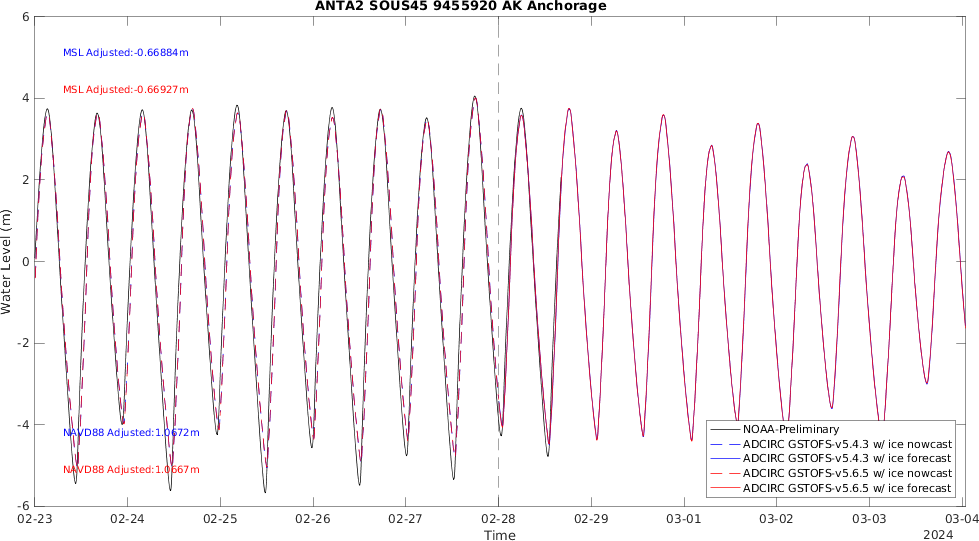 ANTA2 SOUS45 9455920 AK Anchorage
6
MSL Adjusted:-0.66884m
MSL Adjusted:-0.66927m
4
2
0
-2
-4
-6
Water Level (m)
NAVD88 Adjusted:1.0672m
NAVD88 Adjusted:1.0667m
NOAA-Preliminary
ADCIRC GSTOFS-v5.4.3 w/ ice nowcast
ADCIRC GSTOFS-v5.4.3 w/ ice forecast
ADCIRC GSTOFS-v5.6.5 w/ ice nowcast
ADCIRC GSTOFS-v5.6.5 w/ ice forecast
02-23 02-24 02-25 02-26 02-27 02-28 02-29 03-01 03-02 03-03 03-04
Time
2024